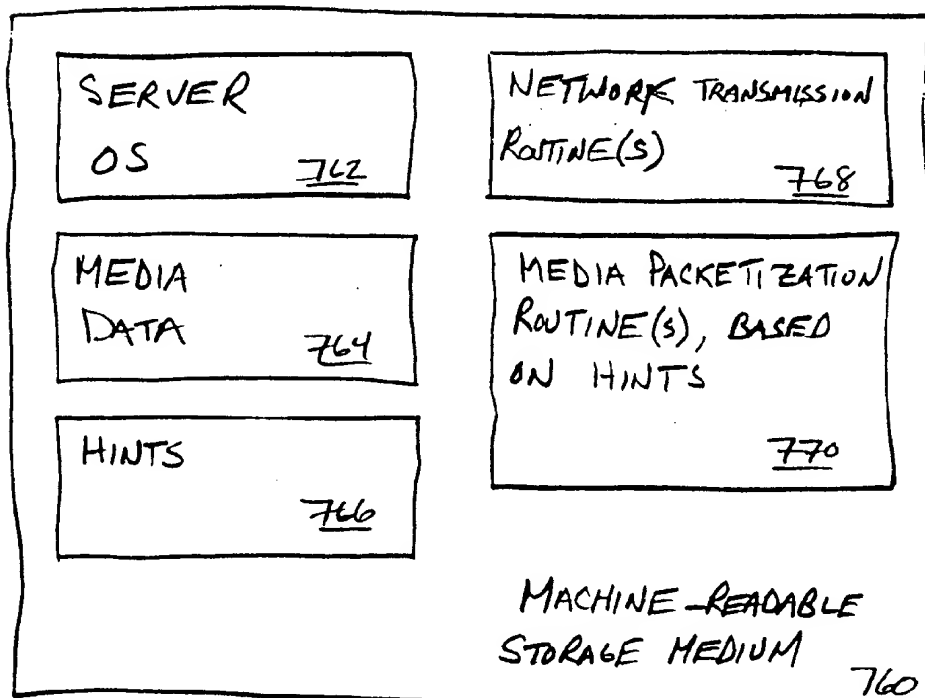 SERVER
OS
762
NETWORK TRANSMISSION
ROUTINE(S)
768
MEDIA
DATA
764
MEDIA PACKETIZATION
ROUTINE(S), BASED
ON HINTS
770
HINTS
766
MACHINE-READABLE
STORAGE MEDIUM
760